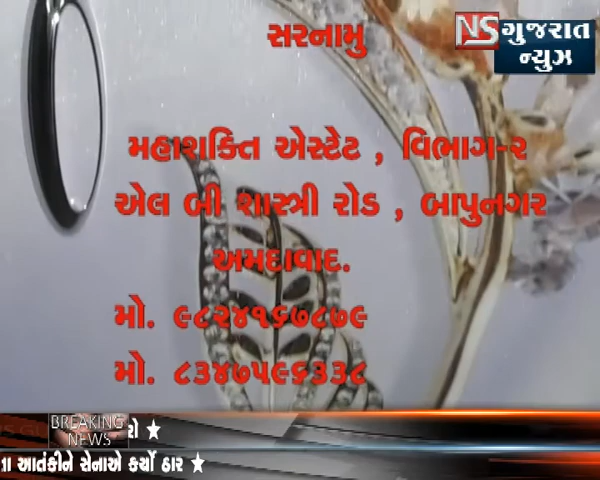 સરનામુ
NS ગુજરાત
ન્યુઝ
મહાશક્તિ એસ્ટેટ , વિભાગ-૨
એલ બી શાસ્ત્રી રોડ , બાપુનગર
અમદાવાદ.
મો. ૯૮૨૪૧૬૭૮૭૯
મો. ૮૩૪૭૫૯૬૩૩૮
BREAKING
NEWS
આતંકીને સેનાએ કર્યો ઠાર ★